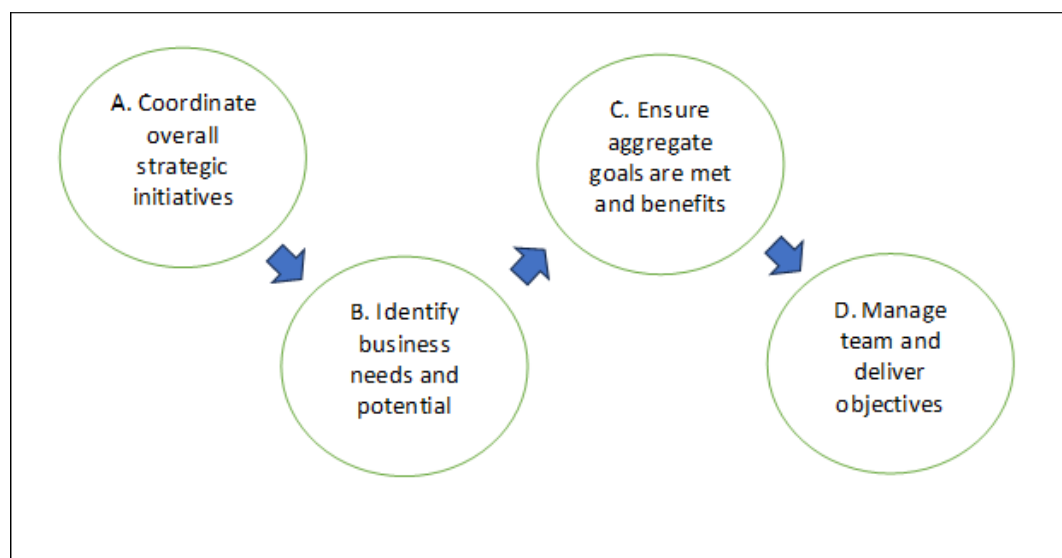 A. Coordinate
overall
strategic
initiatives
B. Identify
business
needs and
potential
C. Ensure
aggregate
goals are met
and benefits
D. Manage
team and
deliver
objectives